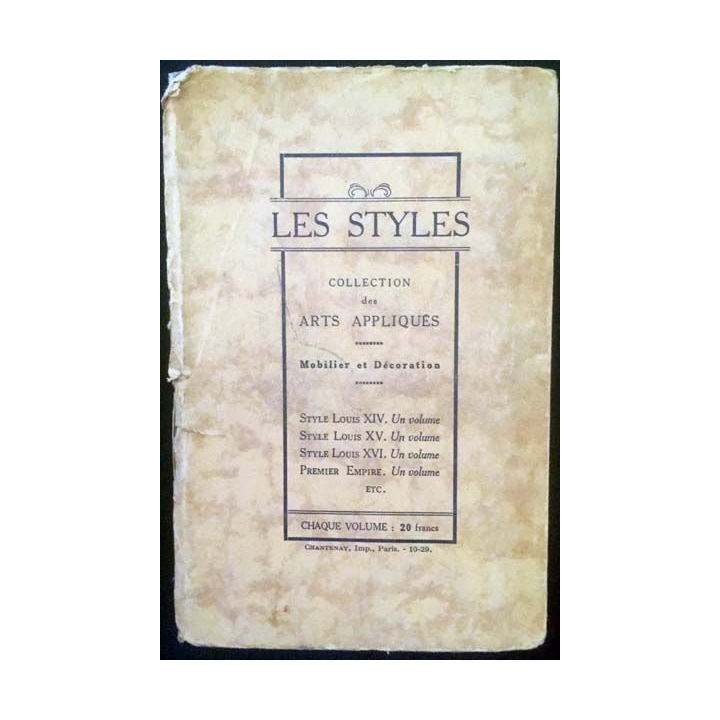 LES STYLES
COLLECTION
des
ARTS APPLIQUÉS
Mobilier et Décoration
STYLE LOUIS XIV. Un volume
STYLE LOUIS XV. Un volume
STYLE LOUIS XVI. Un volume
PREMIER EMPIRE. Un volume
ETC.
CHAQUE VOLUME : 20 francs
CHANTENAY, Imp., Paris. - 10-29.